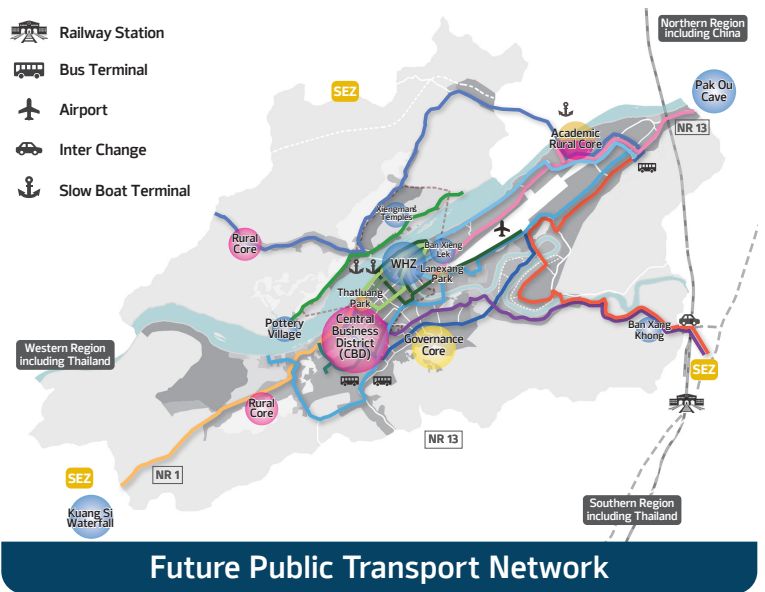 Railway Station
Bus Terminal
Airport
Inter Change
Slow Boat Terminal
Northern Region
including China
SEZ
Pak Ou
Cave
NR 13
Academic
Rural Core
Xiengmane
Temples
Rural
Core
Ban Xieng
Lek
WHZ
Lanexang
Park
Thatluang
Park
Pottery
Village
Central
Business
District
(CBD)
Governance
Core
Ban Xang
Khong
Western Region
including Thailand
SEZ
Rural
Core
NR 13
NR 1
SEZ
Kuang Si
Waterfall
Southern Region
including Thailand
Future Public Transport Network